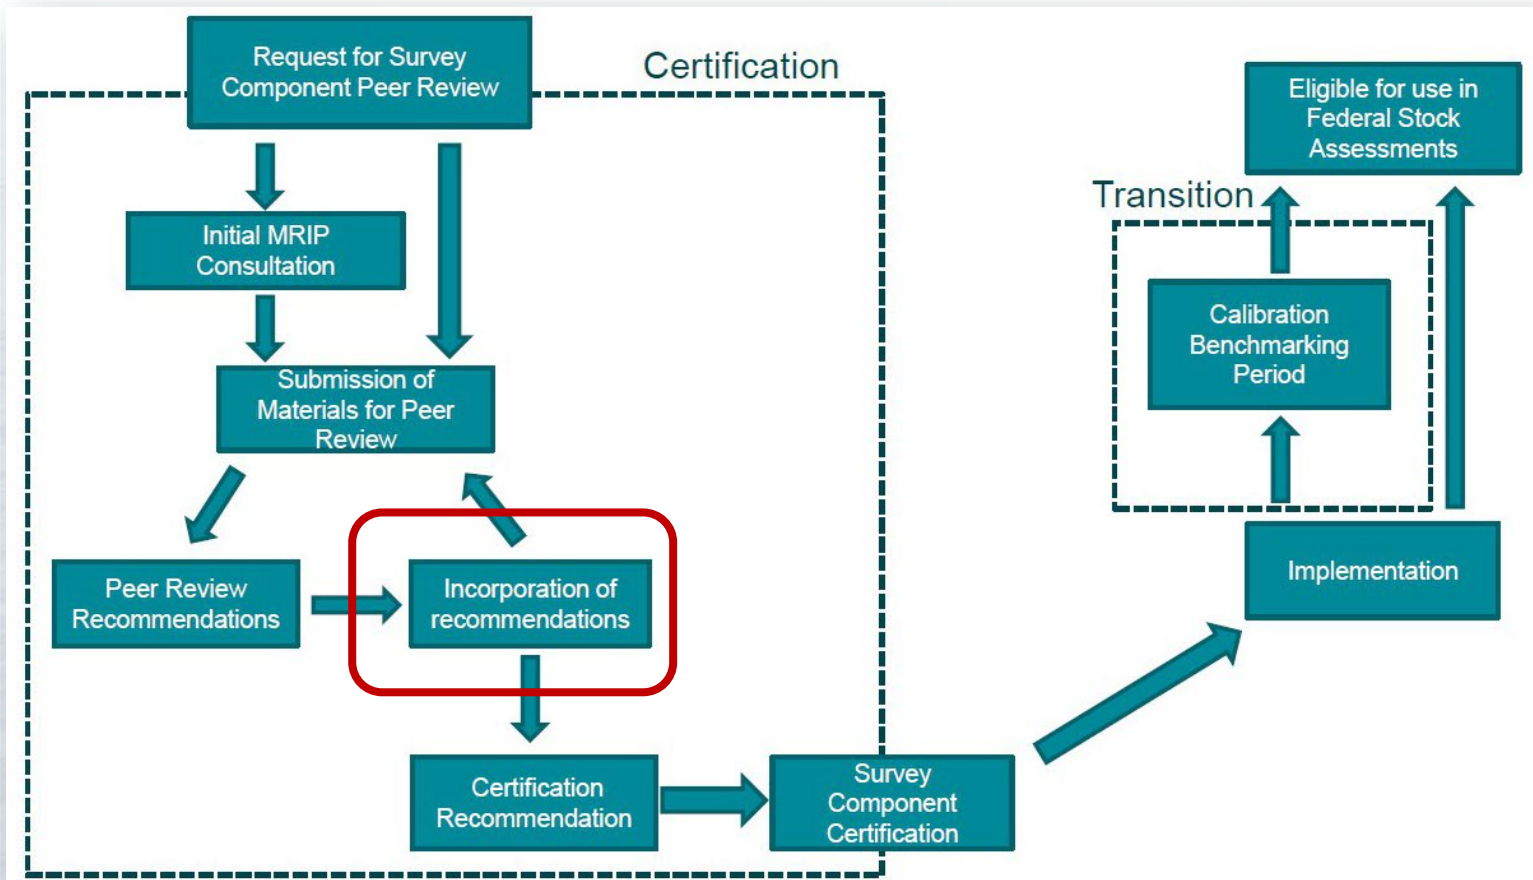 Request for Survey
Component Peer Review
Certification
Initial MRIP
Consultation
Submission of
Materials for Peer
Review
Peer Review
Recommendations
Incorporation of
recommendations
Certification
Recommendation
Survey
Component
Certification
Eligible for use in
Federal Stock
Assessments
Transition
Calibration
Benchmarking
Period
Implementation